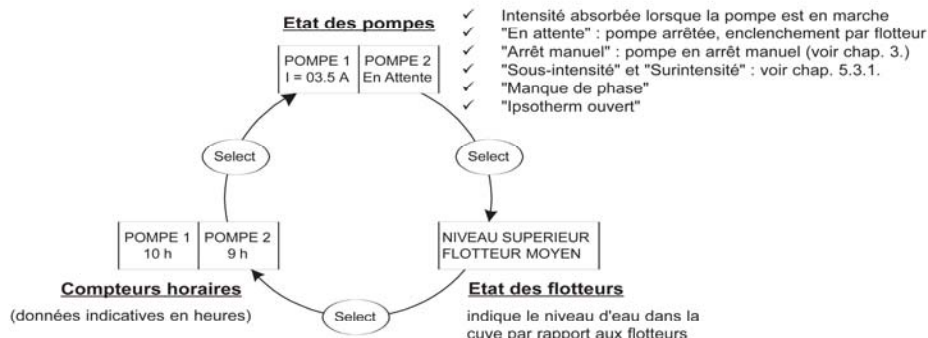 Etat des pompes
POMPE 1
I = 03.5 A
POMPE 2
En Attente
✓ Intensité absorbée lorsque la pompe est en marche
✓ "En attente" : pompe arrêtée, enclenchement par flotteur
✓ "Arrêt manuel" : pompe en arrêt manuel (voir chap. 3.)
✓ "Sous-intensité" et "Surintensité" : voir chap. 5.3.1.
✓ "Manque de phase"
✓ "Ipsotherm ouvert"
Select
Select
POMPE 1
10 h
POMPE 2
9 h
NIVEAU SUPERIEUR
FLOTTEUR MOYEN
Compteurs horaires
(données indicatives en heures)
Select
Etat des flotteurs
indique le niveau d'eau dans la
cuve par rapport aux flotteurs